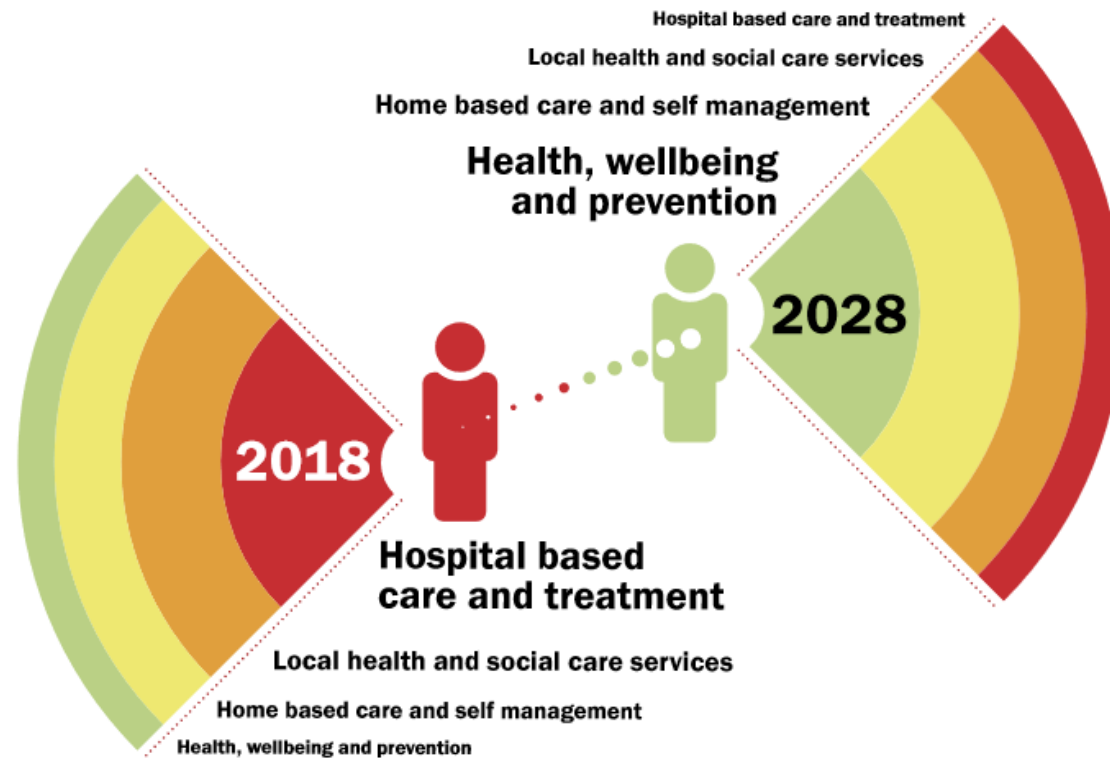 Hospital based care and treatment
Local health and social care services
Home based care and self management
Health, wellbeing
and prevention
2028
2018
Hospital based
care and treatment
Local health and social care services
Home based care and self management
Health, wellbeing and prevention